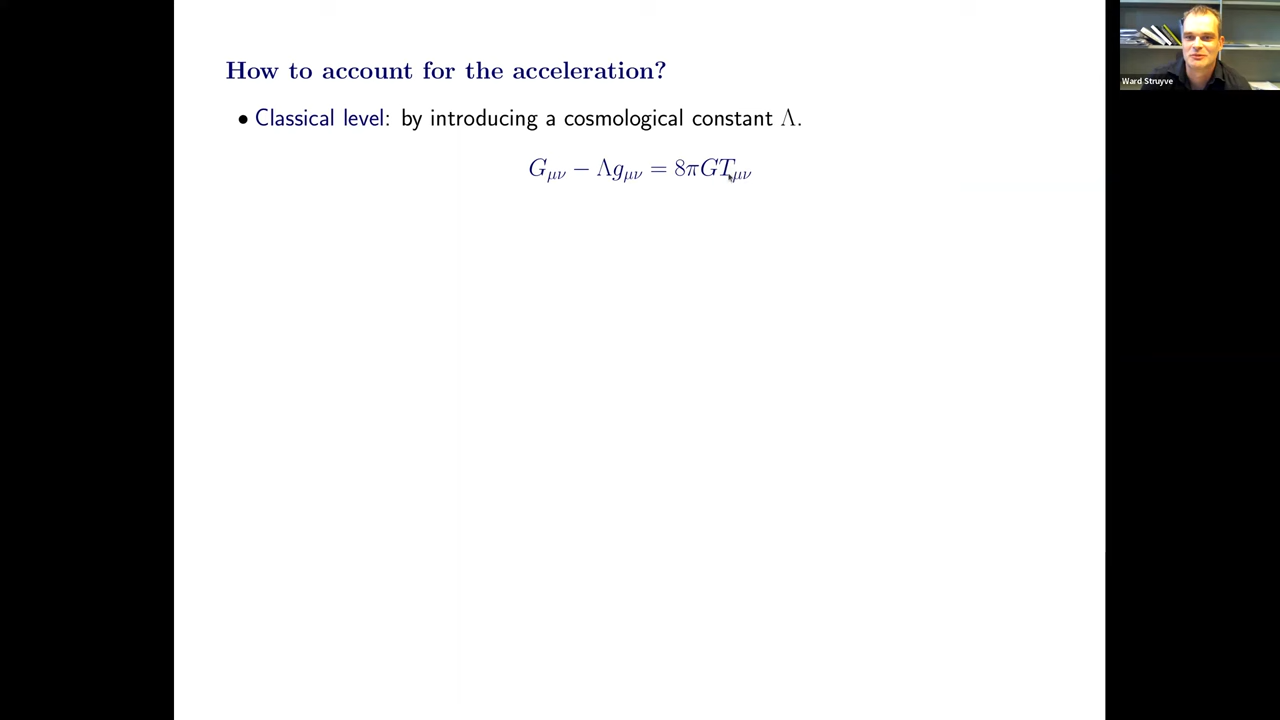 How to account for the acceleration?
• Classical level: by introducing a cosmological constant Λ.
G_{μν} − Λg_{μν} = 8πGT_{μν}
Ward Struyve